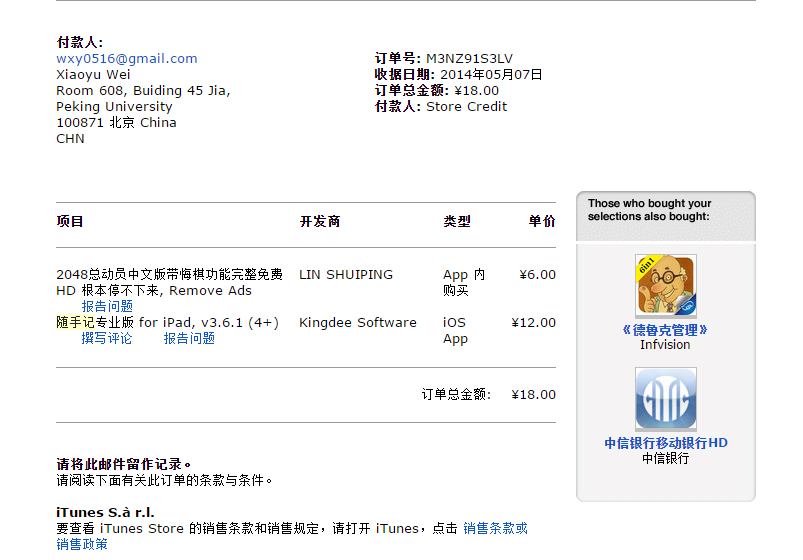 付款人:
wxy0516@gmail.com
Xiaoyu Wei
Room 608, Buiding 45 Jia,
Peking University
100871 北京 China
CHN
订单号: M3NZ91S3LV
收据日期: 2014年05月07日
订单总金额: ¥18.00
付款人: Store Credit
项目 开发商 类型 单价
2048总动员中文版带悔棋功能完整免费 LIN SHUIPING App 内 ¥6.00
HD 根本停不下来, Remove Ads 购买
报告问题
随手记专业版 for iPad, v3.6.1 (4+) Kingdee Software iOS ¥12.00
撰写评论 报告问题 App
订单总金额: ¥18.00
Those who bought your
selections also bought:
6in1
《德鲁克管理》
Infvision
中信银行移动银行HD
中信银行
请将此邮件留作记录。
请阅读下面有关此订单的条款与条件。
iTunes S.à r.l.
要查看 iTunes Store 的销售条款和销售规定，请打开 iTunes，点击 销售条款或
销售政策